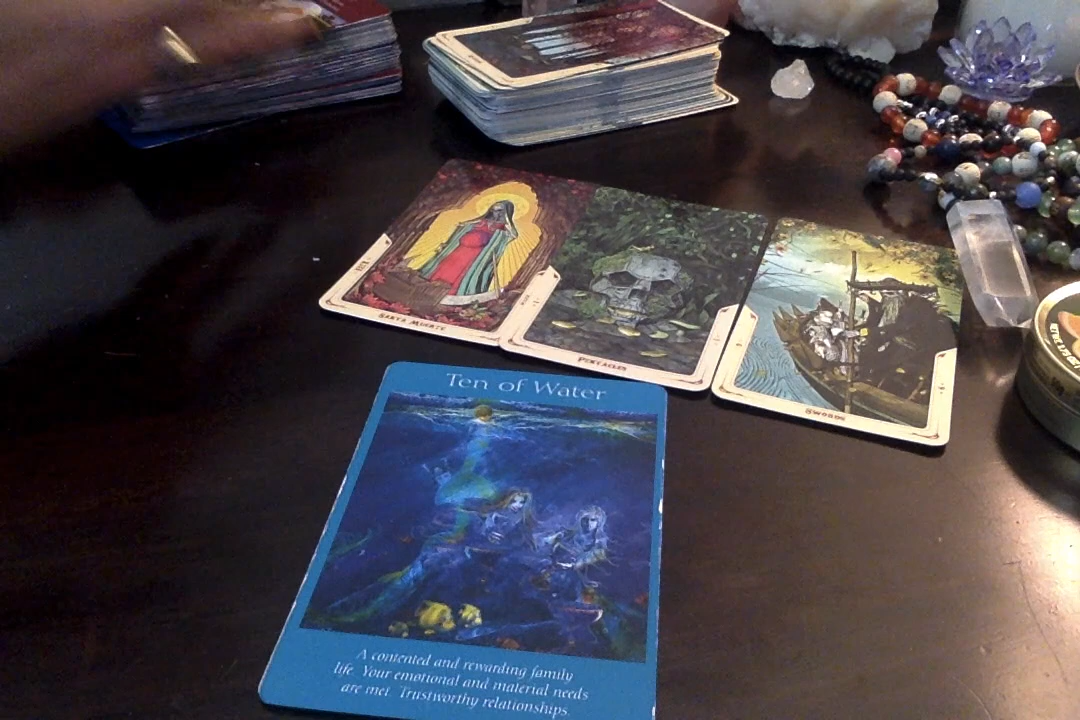 SANTA MUERTE
PENTACLES
SWORDS
Ten of Water
A contented and rewarding family
life. Your emotional and material needs
are met. Trustworthy relationships.